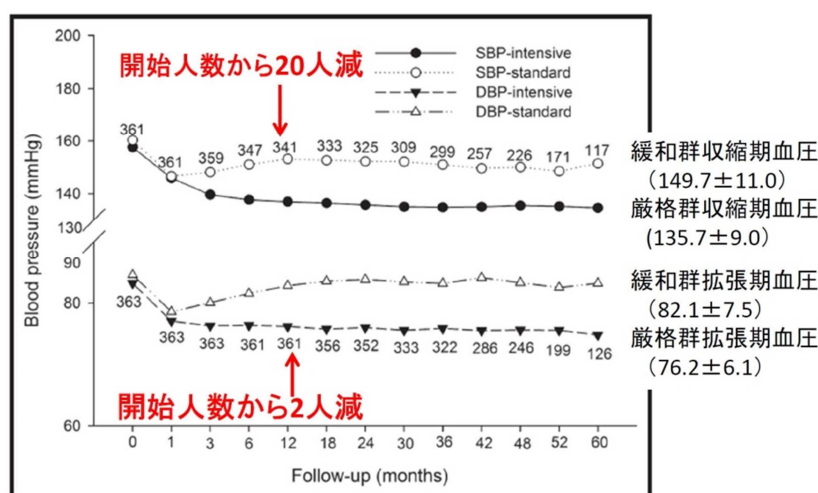 200
180
160
140
130
90
80
60
Blood pressure (mmHg)
開始人数から20人減
SBP-intensive
SBP-standard
DBP-intensive
DBP-standard
361 361 359 347 341 333 325 309 299 257 226 171 117
363 363 363 361 361 356 352 333 322 286 246 199 126
開始人数から2人減
0 1 3 6 12 18 24 30 36 42 48 52 60
Follow-up (months)
緩和群収縮期血圧
(149.7±11.0)
厳格群収縮期血圧
(135.7±9.0)
緩和群拡張期血圧
(82.1±7.5)
厳格群拡張期血圧
(76.2±6.1)